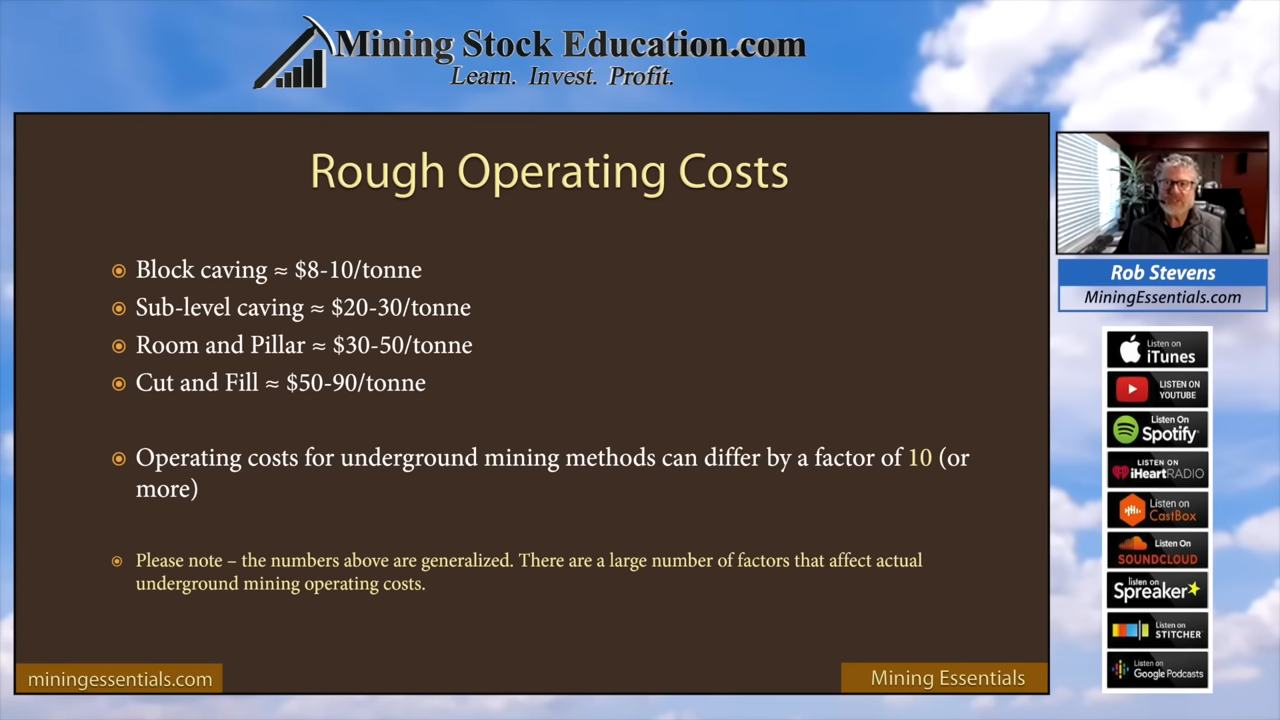 Mining Stock Education.com
Learn. Invest. Profit.
Rough Operating Costs
Block caving ≈ $8-10/tonne
Sub-level caving ≈ $20-30/tonne
Room and Pillar ≈ $30-50/tonne
Cut and Fill ≈ $50-90/tonne
Operating costs for underground mining methods can differ by a factor of 10 (or
more)
Please note – the numbers above are generalized. There are a large number of factors that affect actual
underground mining operating costs.
miningessentials.com
Mining Essentials
Rob Stevens
MiningEssentials.com
Listen on
iTunes
LISTEN ON
YOUTUBE
Listen On
Spotify
LISTEN ON
iHeartRADIO
Listen on
CastBox
Listen On
SOUNDCLOUD
listen on
Spreaker
Listen on
STITCHER
Listen on
Google Podcasts